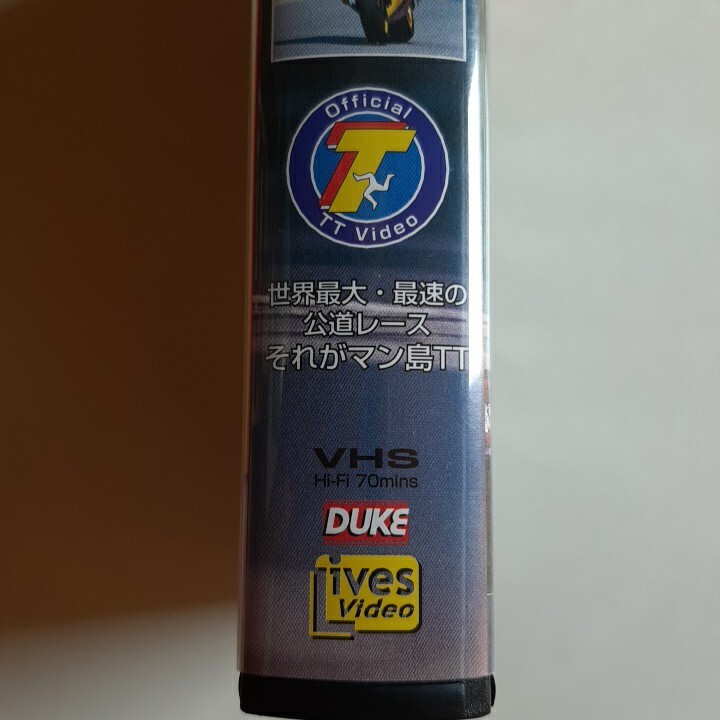 Official
TT
TT Video
世界最大・最速の
公道レース
それがマン島TT
VHS
Hi-Fi 70mins
DUKE
Lives
Video